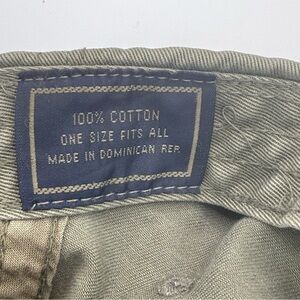 100% COTTON
ONE SIZE FITS ALL
MADE IN DOMINICAN REP.